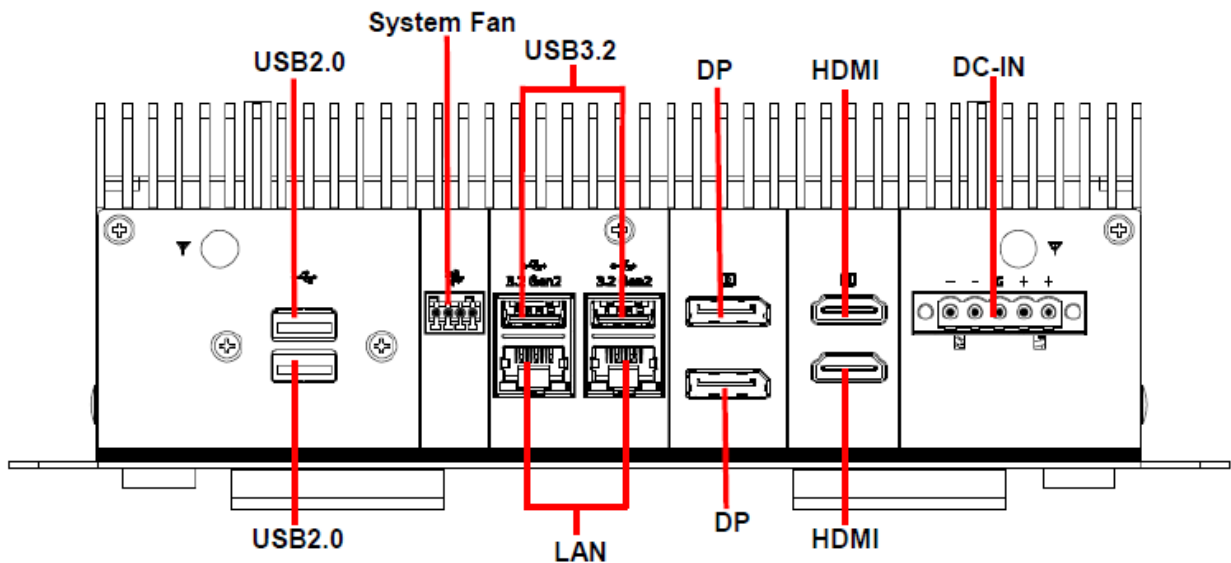 System Fan
USB2.0
USB3.2
DP
HDMI
DC-IN
3.2 Gen2
3.2 Gen2
- - G + +
USB2.0
LAN
DP
HDMI